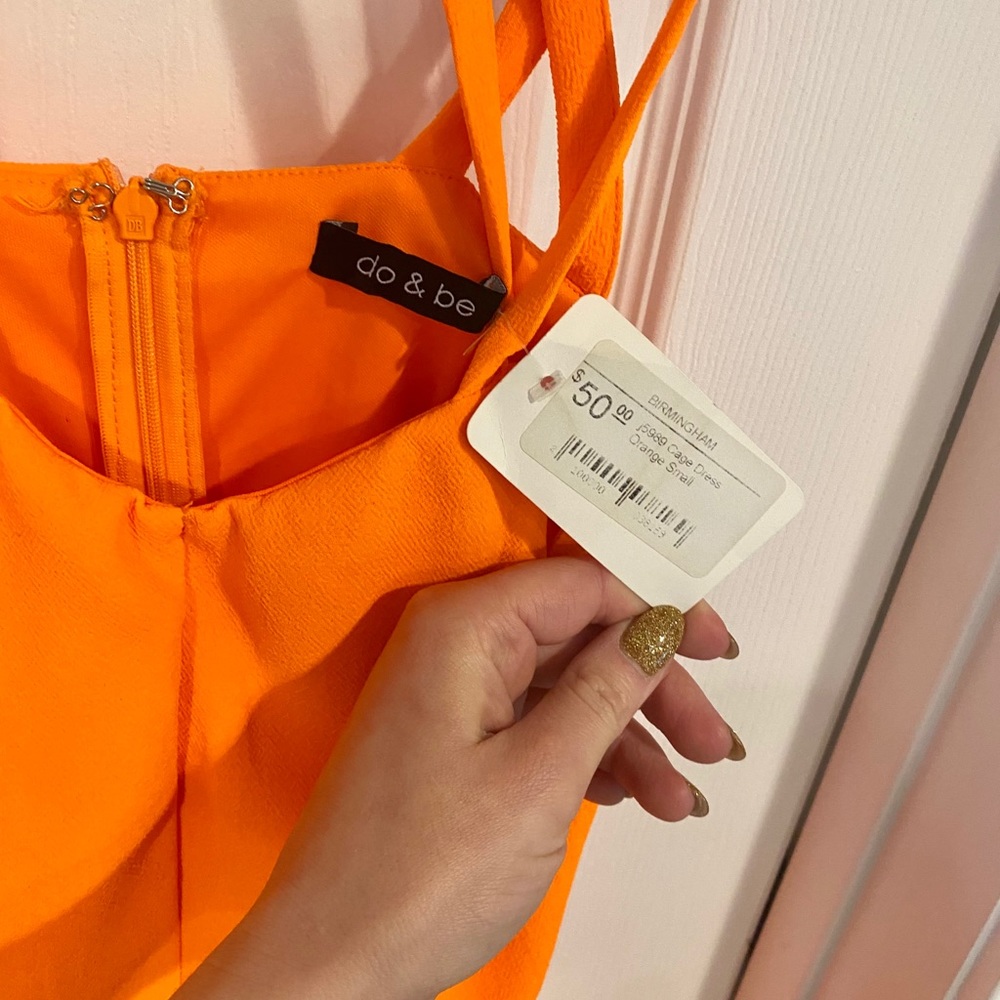 do & be
BIRMINGHAM
$50.00
j5989 Cage Dress
Orange Small